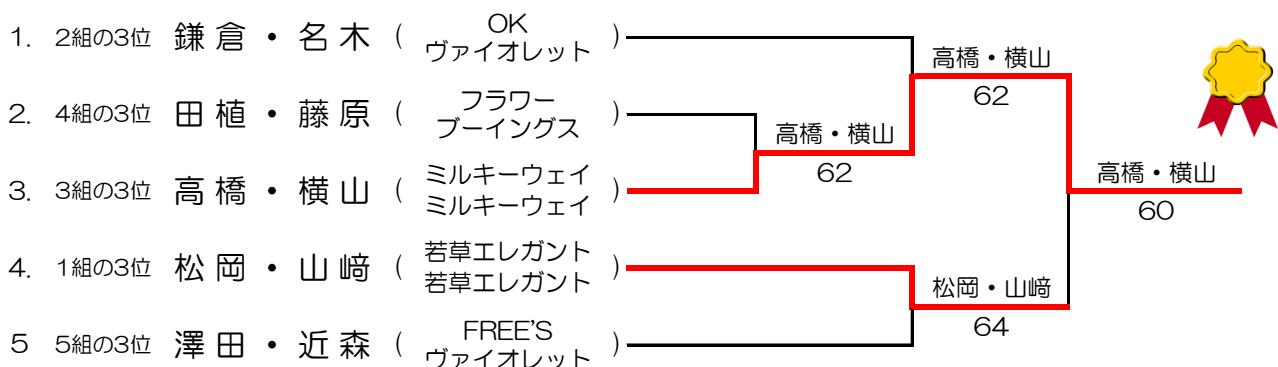 1. 2組の3位 鎌倉・名木 ( OK )
ヴァイオレット
高橋・横山
62
2. 4組の3位 田植・藤原 ( フラワー )
ブーイングス
高橋・横山
62
3. 3組の3位 高橋・横山 ( ミルキーウェイ )
ミルキーウェイ
高橋・横山
60
4. 1組の3位 松岡・山﨑 ( 若草エレガント )
若草エレガント
松岡・山﨑
64
5 5組の3位 澤田・近森 ( FREE'S )
ヴァイオレット